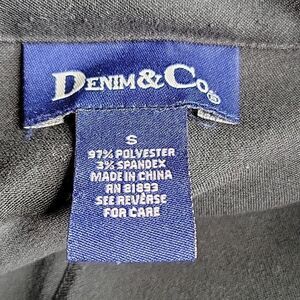 DENIM & CO®
S
97% POLYESTER
3% SPANDEX
MADE IN CHINA
RN 81893
SEE REVERSE
FOR CARE